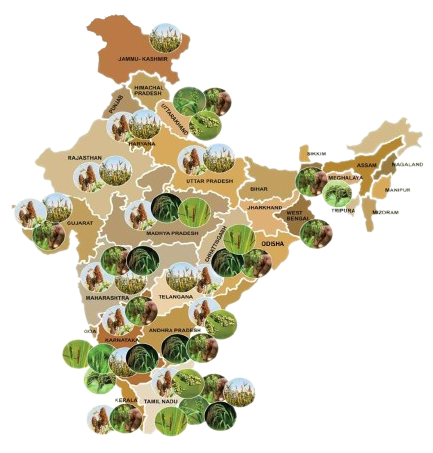 JAMMU- KASHMIR
HIMACHAL
PRADESH
PUNJAB
UTTARAKHAND
HARYANA
RAJASTHAN
UTTAR PRADESH
SIKKIM
ASSAM
NAGALAND
MEGHALAYA
MANIPUR
BIHAR
TRIPURA
MIZORAM
JHARKHAND
WEST
BENGAL
GUJARAT
MADHYA PRADESH
CHHATTISGARH
ODISHA
MAHARASHTRA
TELANGANA
GOA
ANDHRA PRADESH
KARNATAKA
KERALA
TAMIL NADU